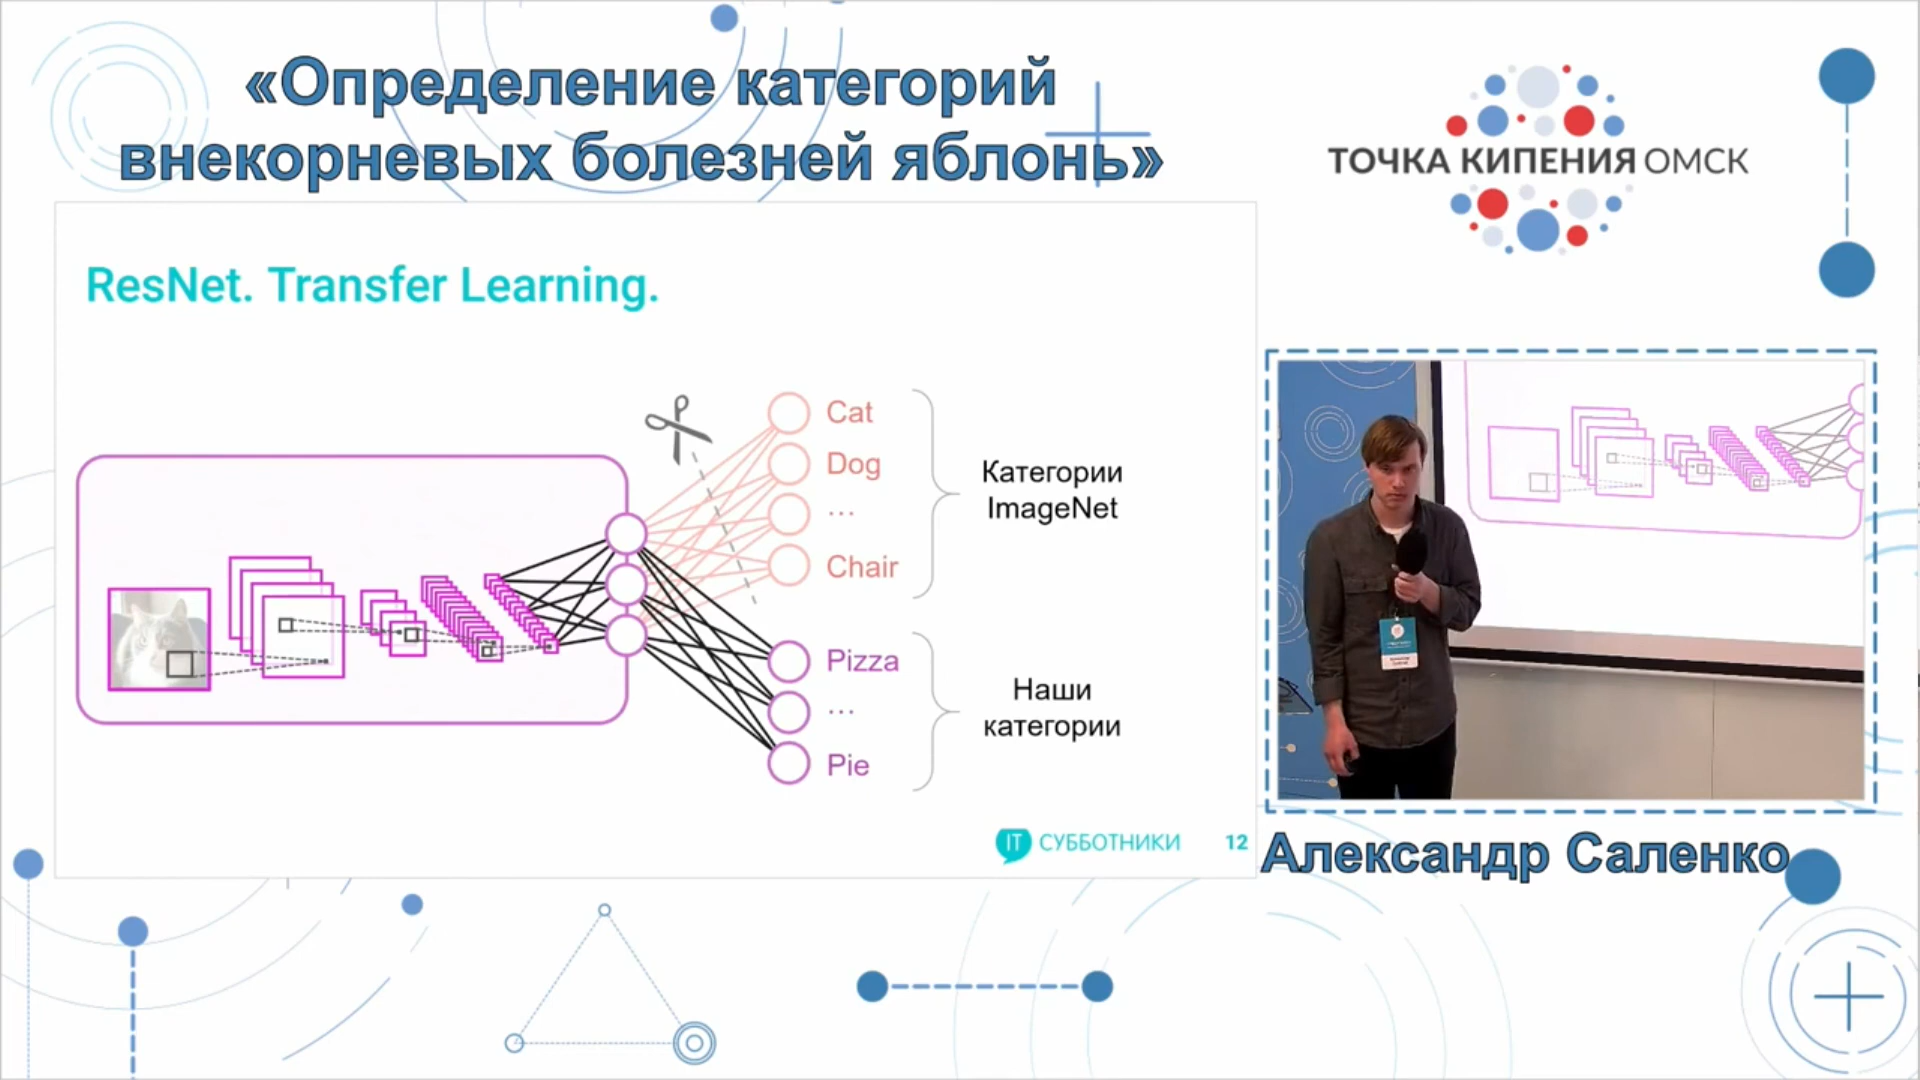 «Определение категорий
внекорневых болезней яблонь»
ТОЧКА КИПЕНИЯ ОМСК
ResNet. Transfer Learning.
Cat
Dog
...
Chair
Категории
ImageNet
Pizza
...
Pie
Наши
категории
IT СУББОТНИКИ 12
Александр Саленко